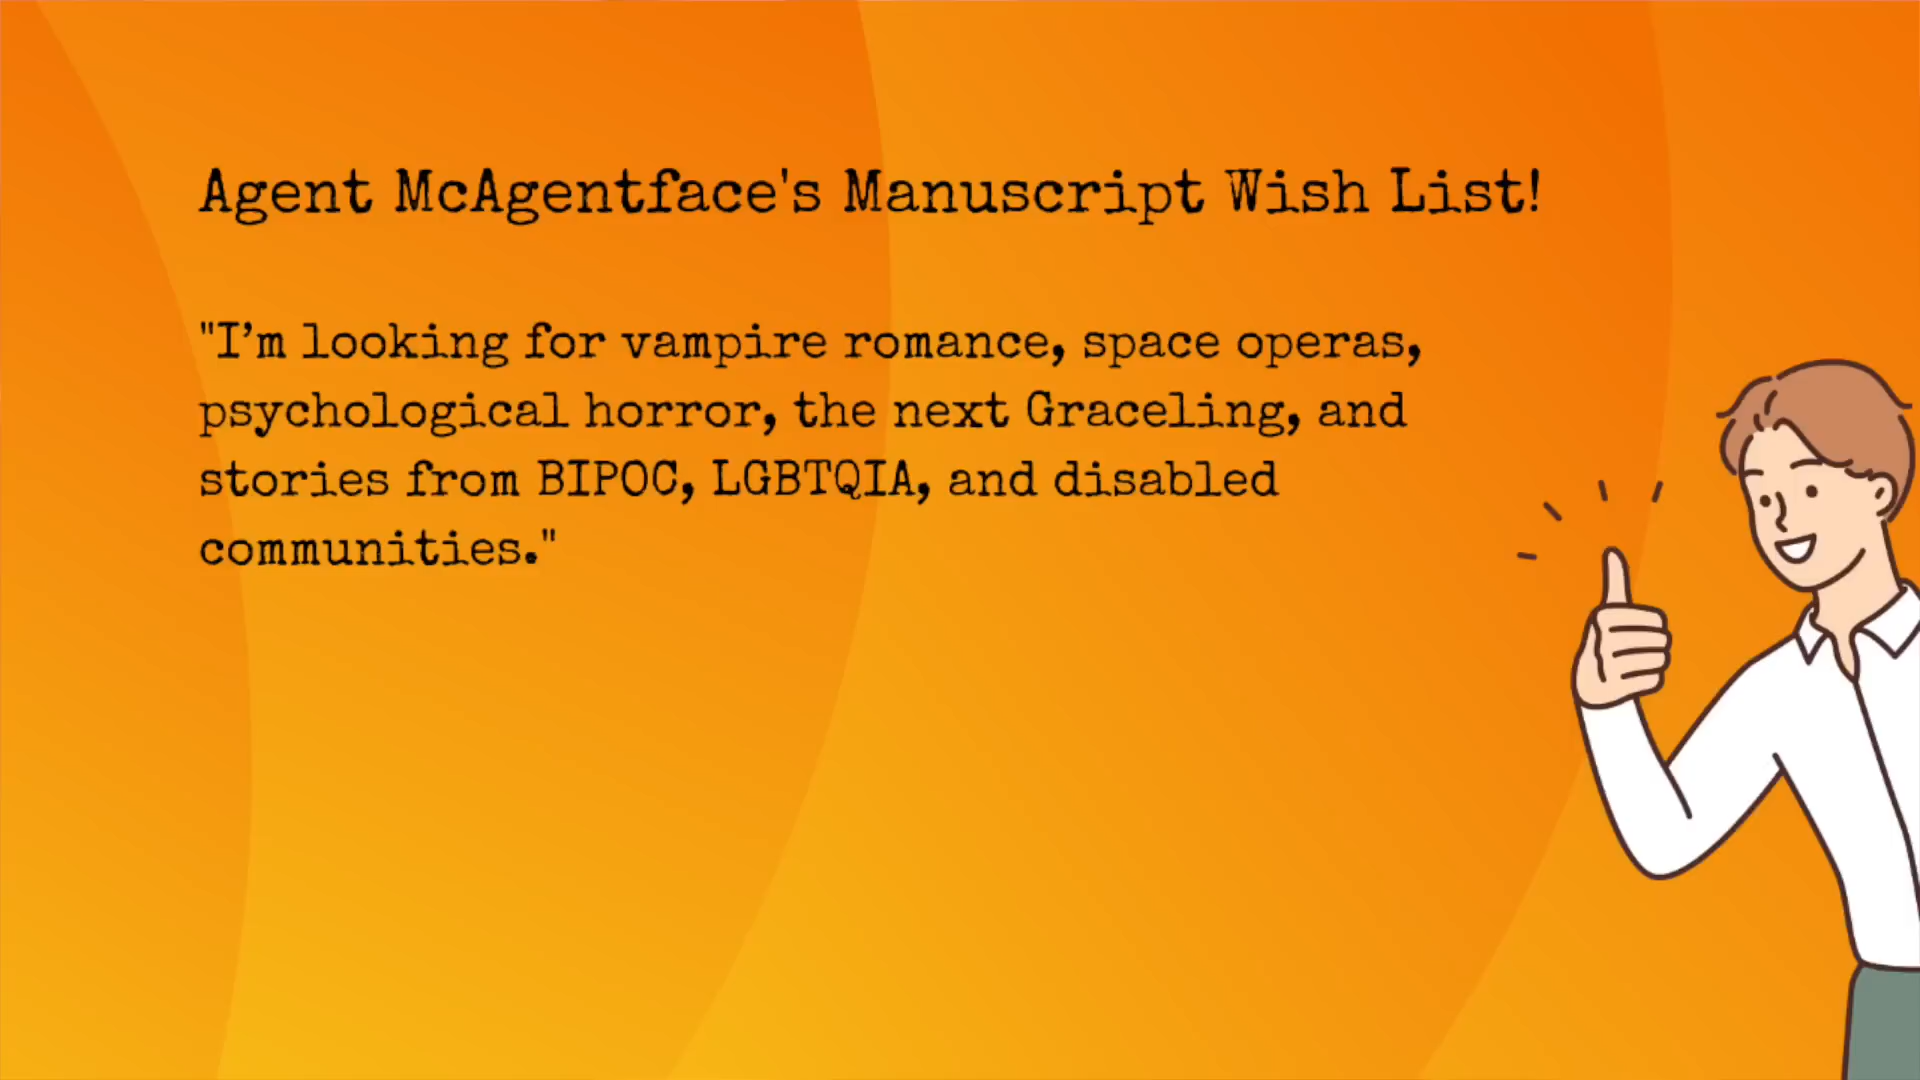 Agent McAgentface's Manuscript Wish List!
"I’m looking for vampire romance, space operas,
psychological horror, the next Graceling, and
stories from BIPOC, LGBTQIA, and disabled
communities."